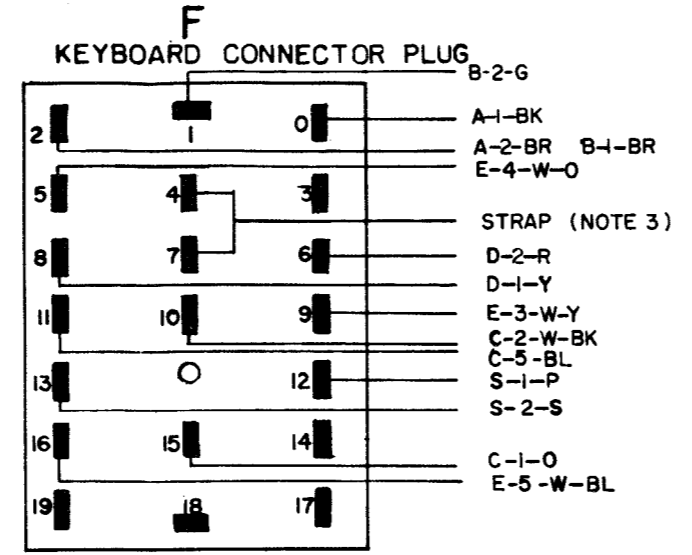 F
KEYBOARD CONNECTOR PLUG
B-2-G
2 1 0 A-1-BK
A-2-BR B-1-BR
E-4-W-O
5 4 3
STRAP (NOTE 3)
8 7 6 D-2-R
D-1-Y
11 10 9 E-3-W-Y
C-2-W-BK
C-5-BL
13 12 S-1-P
S-2-S
16 15 14
C-1-O
E-5-W-BL
19 18 17